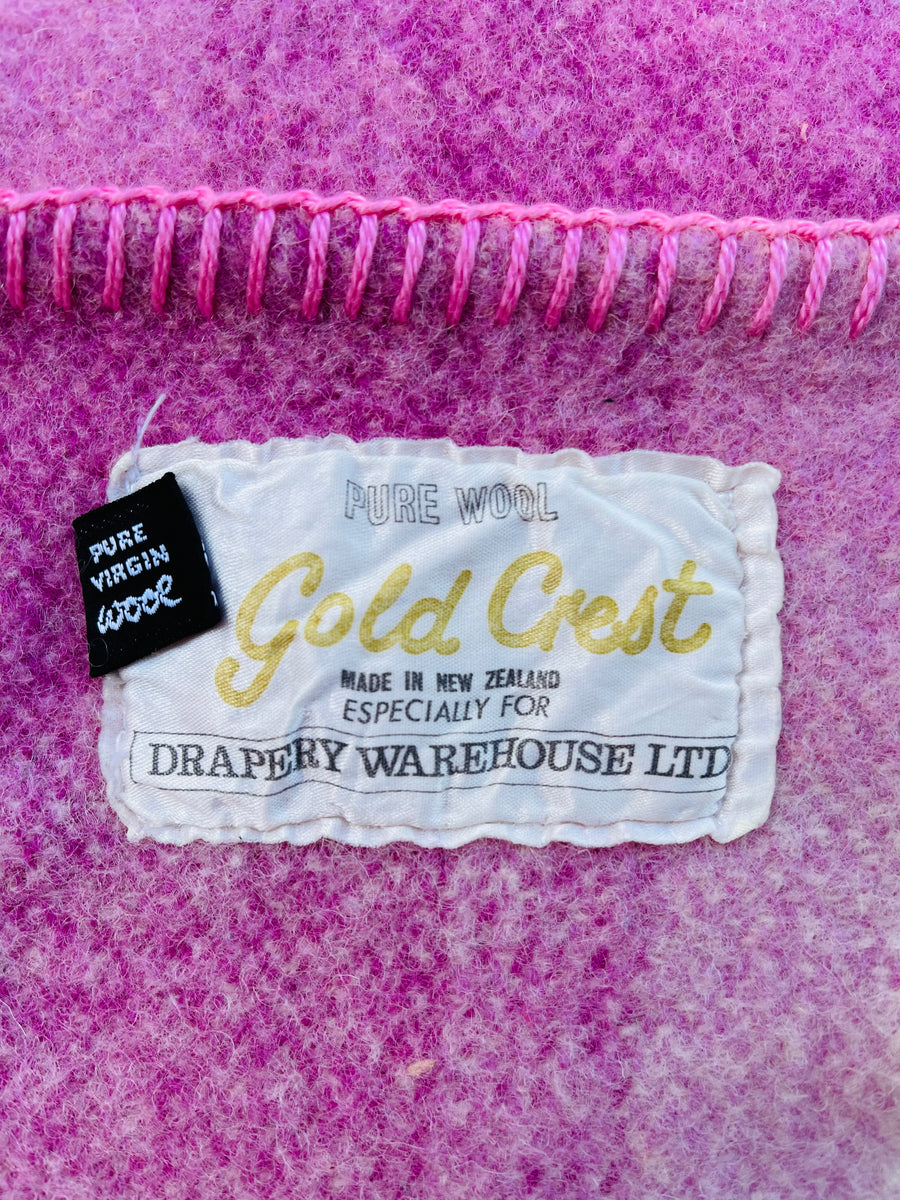 PURE WOOL
PURE
VIRGIN
WOOL
Gold Crest
MADE IN NEW ZEALAND
ESPECIALLY FOR
DRAPERY WAREHOUSE LTD